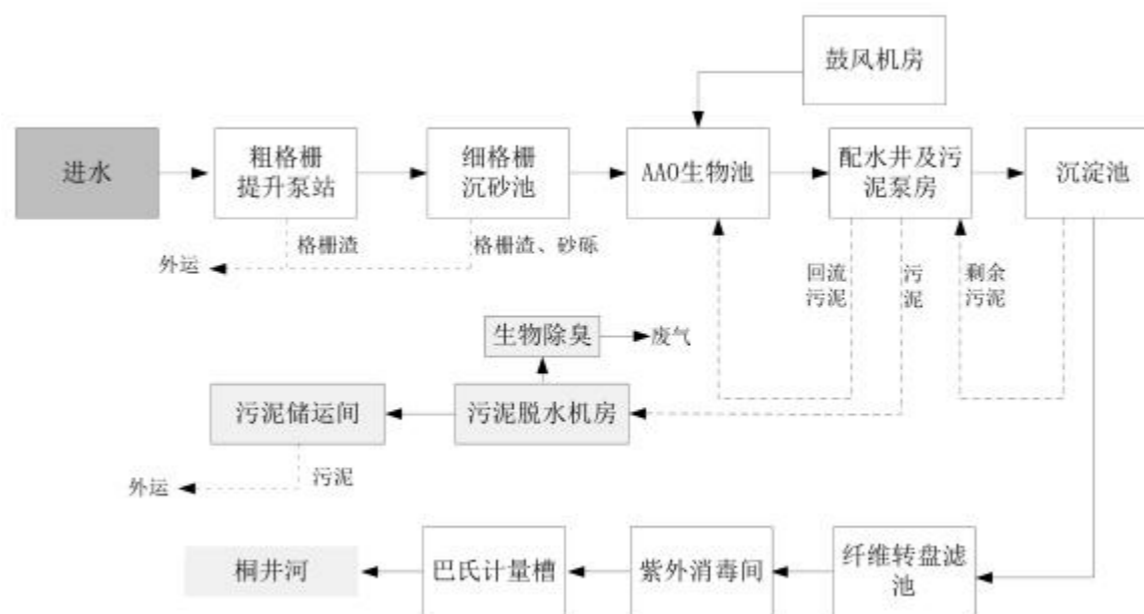 鼓风机房
进水
粗格栅
提升泵站
细格栅
沉砂池
AAO生物池
配水井及污
泥泵房
沉淀池
外运
格栅渣
格栅渣、砂砾
回流
污泥
污
泥
剩余
污泥
生物除臭
废气
污泥储运间
污泥脱水机房
外运
污泥
桐井河
巴氏计量槽
紫外消毒间
纤维转盘滤
池